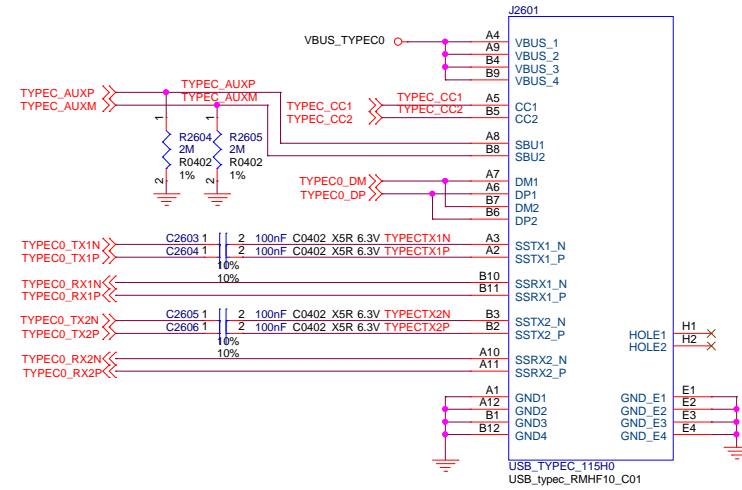 J2601
VBUS_TYPEC0
A4
A9
B4
B9
VBUS_1
VBUS_2
VBUS_3
VBUS_4
TYPEC_AUXP
TYPEC_AUXM
TYPEC_AUXP
TYPEC_AUXM
TYPEC_CC1
TYPEC_CC2
TYPEC_CC1
TYPEC_CC2
A5
B5
CC1
CC2
1
1
R2604
2M
R0402
1%
2
R2605
2M
R0402
1%
2
A8
B8
SBU1
SBU2
TYPEC0_DM
TYPEC0_DP
A7
A6
B7
B6
DM1
DP1
DM2
DP2
TYPEC0_TX1N
TYPEC0_TX1P
C2603 1 2 100nF C0402 X5R 6.3V TYPECTX1N
C2604 1 2 100nF C0402 X5R 6.3V TYPECTX1P
10%
10%
A3
A2
SSTX1_N
SSTX1_P
TYPEC0_RX1N
TYPEC0_RX1P
B10
B11
SSRX1_N
SSRX1_P
TYPEC0_TX2N
TYPEC0_TX2P
C2605 1 2 100nF C0402 X5R 6.3V TYPECTX2N
C2606 1 2 100nF C0402 X5R 6.3V TYPECTX2P
10%
10%
B3
B2
SSTX2_N
SSTX2_P
HOLE1
HOLE2
H1
H2
TYPEC0_RX2N
TYPEC0_RX2P
A10
A11
SSRX2_N
SSRX2_P
A1
A12
B1
B12
GND1
GND2
GND3
GND4
GND_E1
GND_E2
GND_E3
GND_E4
E1
E2
E3
E4
USB_TYPEC_115H0
USB_typec_RMHF10_C01